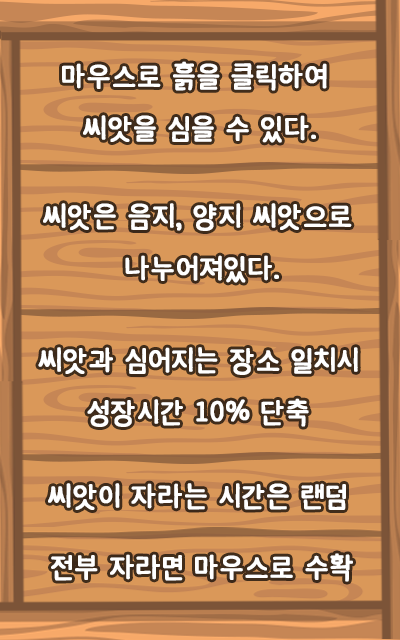 마우스로 흙을 클릭하여
씨앗을 심을 수 있다.
씨앗은 음지, 양지 씨앗으로
나누어져있다.
씨앗과 심어지는 장소 일치시
성장시간 10% 단축
씨앗이 자라는 시간은 랜덤
전부 자라면 마우스로 수확